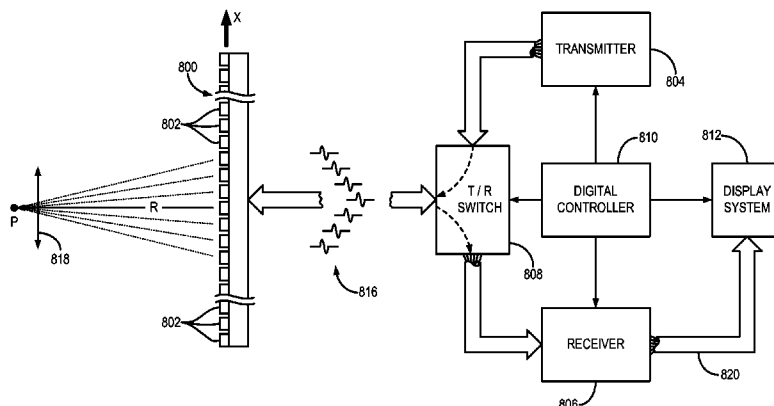 X
800
802
P
R
818
802
816
T / R
SWITCH
808
TRANSMITTER
804
810
DIGITAL
CONTROLLER
812
DISPLAY
SYSTEM
RECEIVER
806
820